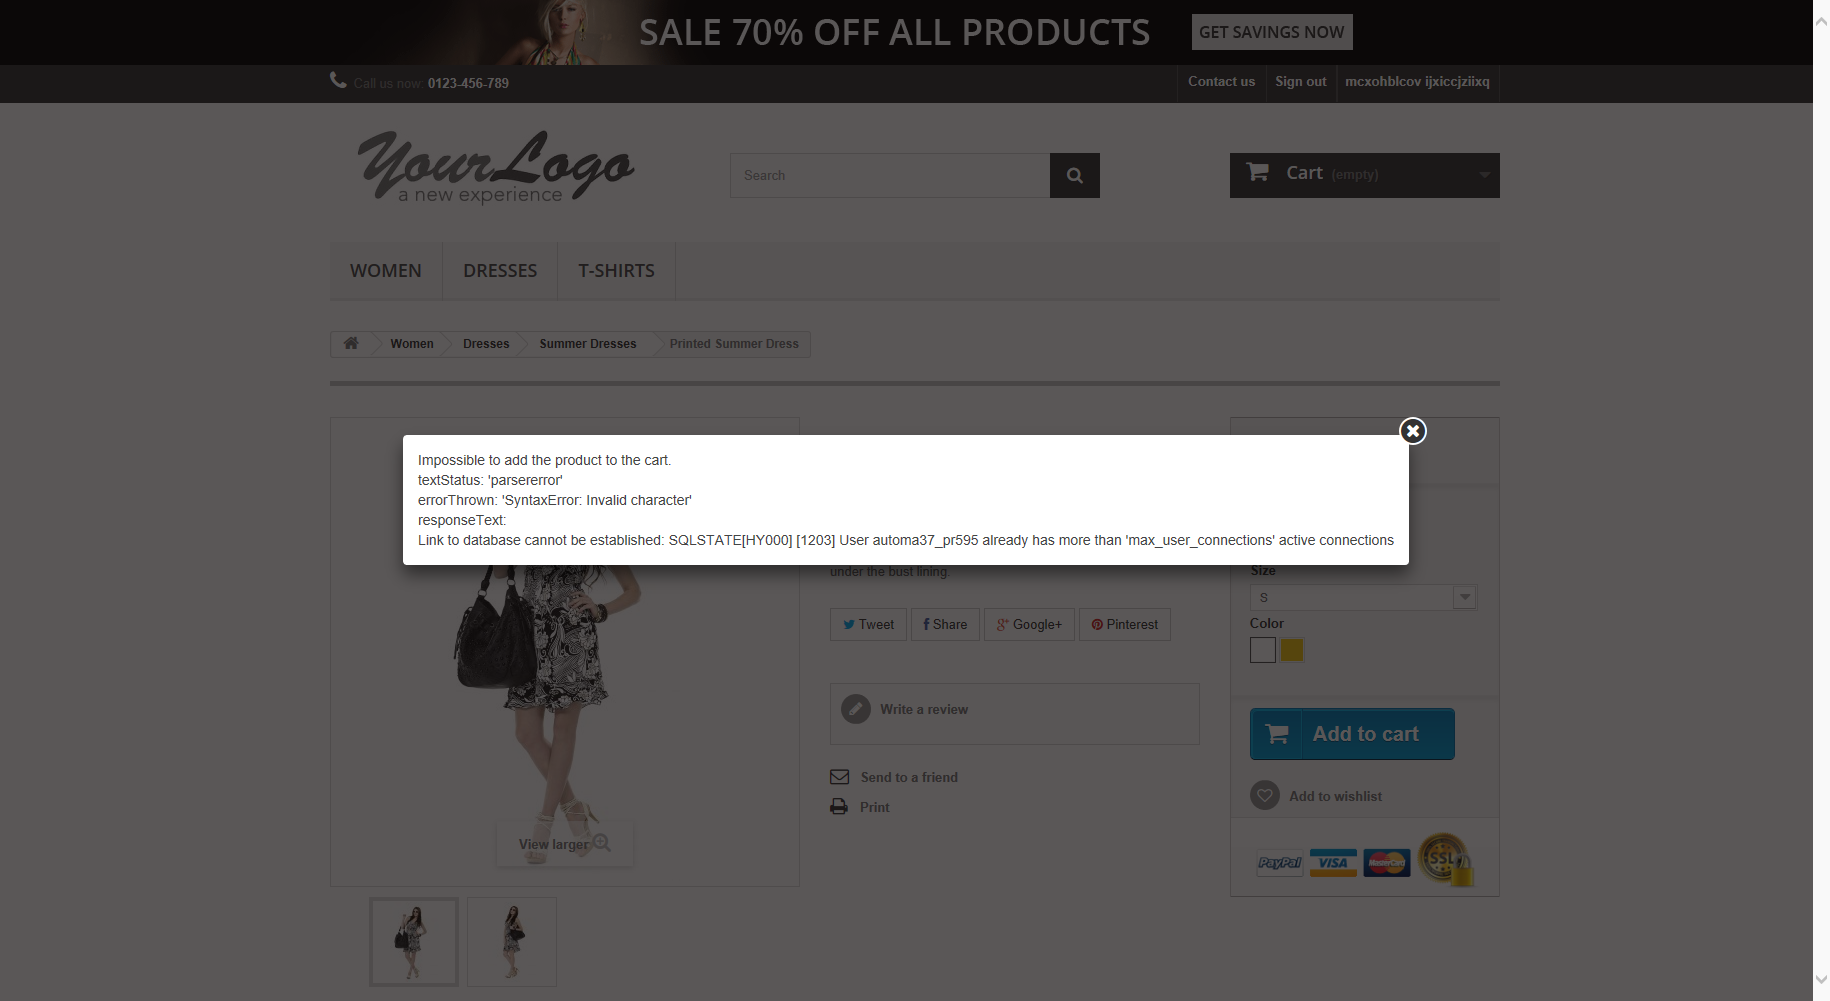 SALE 70% OFF ALL PRODUCTS
GET SAVINGS NOW
Call us now: 0123-456-789
Contact us
Sign out
mcxohblcov ijxiccjziixq
YourLogo
a new experience
Search
Cart (empty)
WOMEN
DRESSES
T-SHIRTS
Women
Dresses
Summer Dresses
Printed Summer Dress
Impossible to add the product to the cart.
textStatus: 'parsererror'
errorThrown: 'SyntaxError: Invalid character'
responseText:
Link to database cannot be established: SQLSTATE[HY000] [1203] User automa37_pr595 already has more than 'max_user_connections' active connections
under the bust lining.
Tweet
Share
Google+
Pinterest
Write a review
Send to a friend
Print
View larger
Size
S
Color
Add to cart
Add to wishlist
PayPal
VISA
MasterCard
SSL